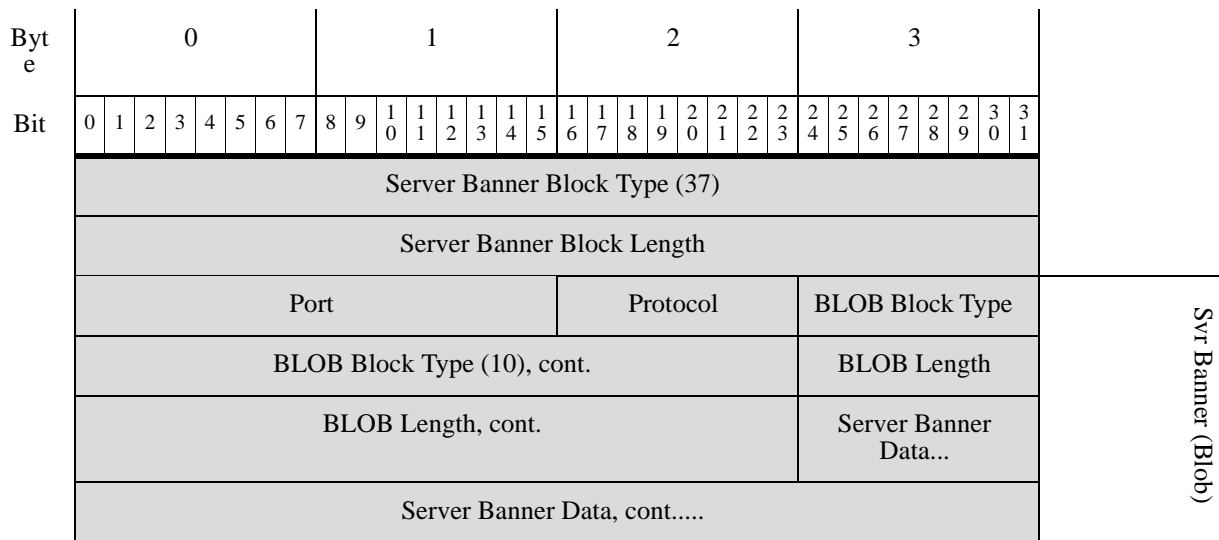 Byt
e
0 1 2 3
Bit
0 1 2 3 4 5 6 7 8 9 10 11 12 13 14 15 16 17 18 19 20 21 22 23 24 25 26 27 28 29 30 31
Server Banner Block Type (37)
Server Banner Block Length
Port Protocol BLOB Block Type
BLOB Block Type (10), cont. BLOB Length
BLOB Length, cont. Server Banner
Data...
Server Banner Data, cont.....
Svr Banner (Blob)